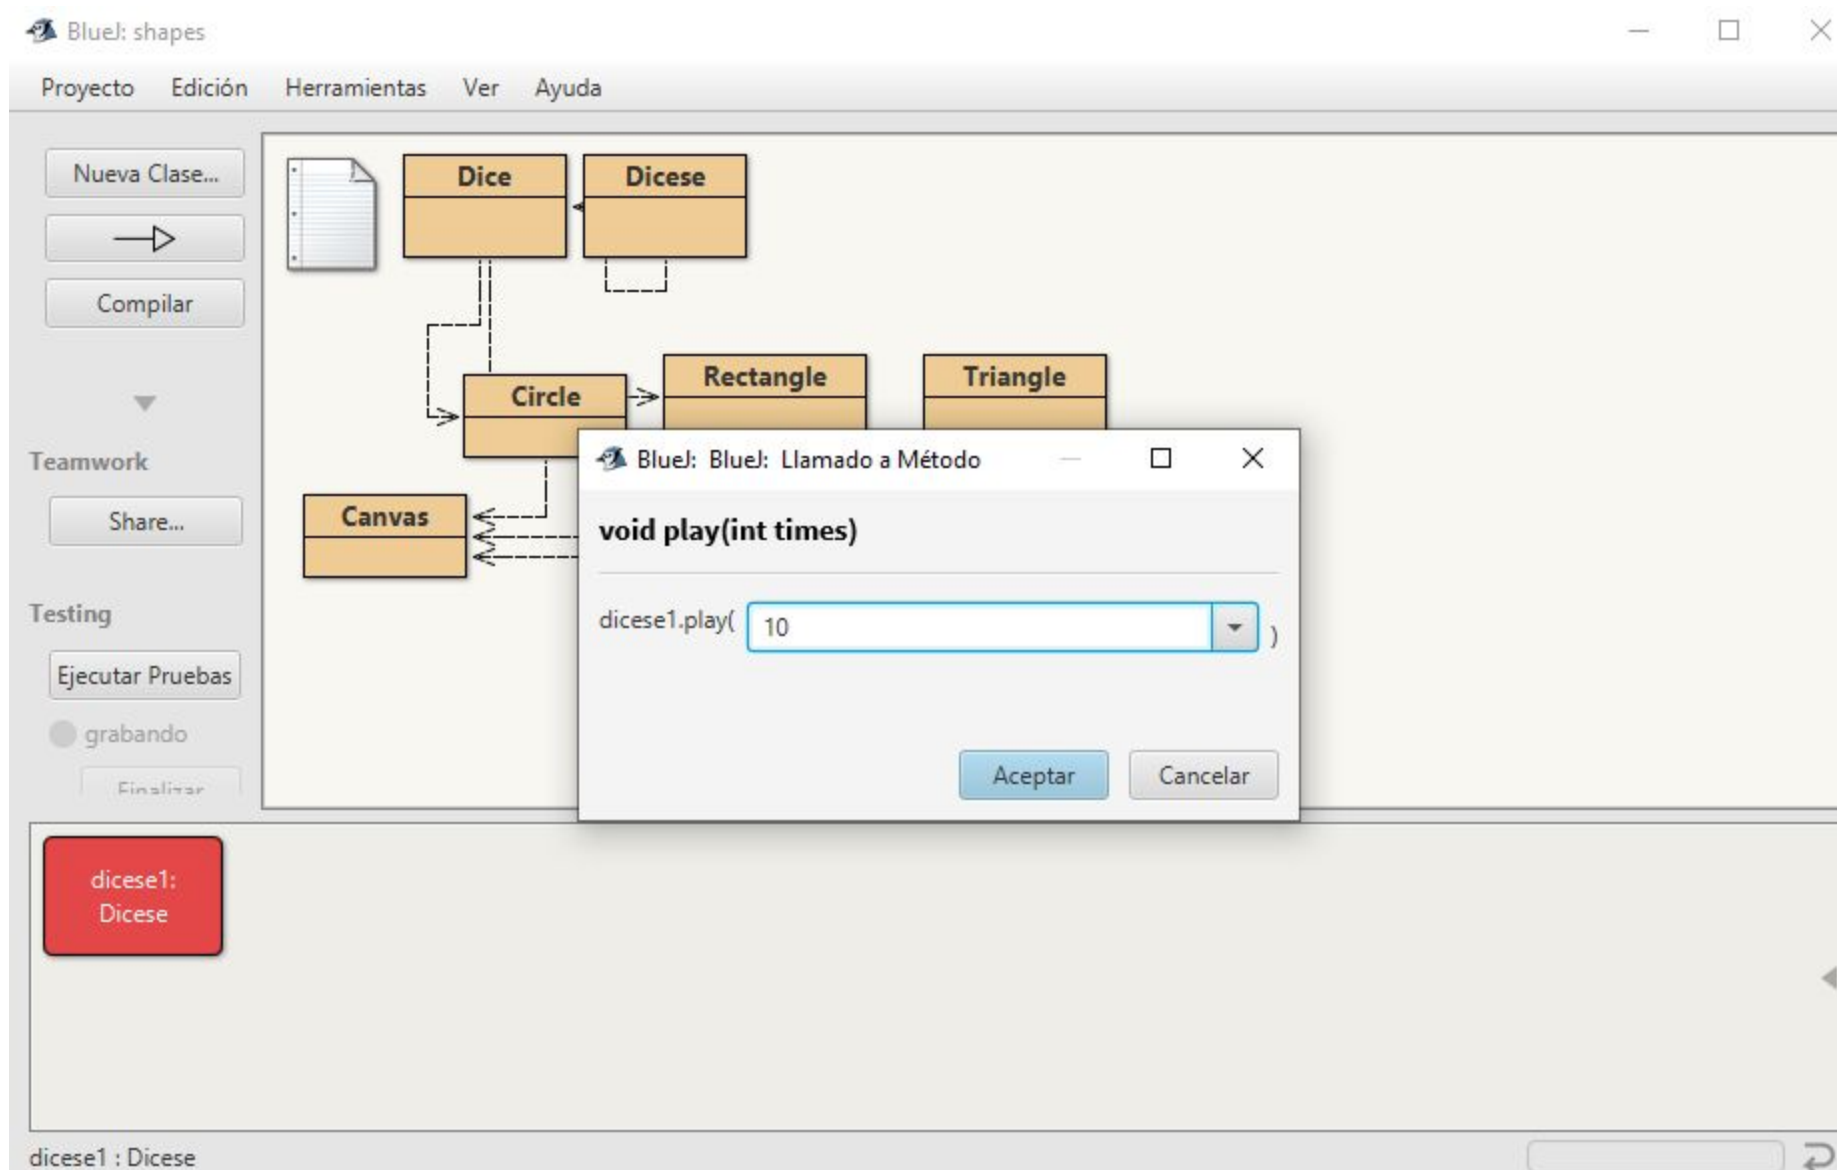 BlueJ: shapes
Proyecto Edición Herramientas Ver Ayuda
Nueva Clase...
Compilar
Teamwork
Share...
Testing
Ejecutar Pruebas
grabando
Finalizar
Dice
Dicese
Circle
Rectangle
Triangle
Canvas
BlueJ: BlueJ: Llamado a Método
void play(int times)
dicese1.play( 10 )
Aceptar Cancelar
dicese1:
Dicese
dicese1 : Dicese